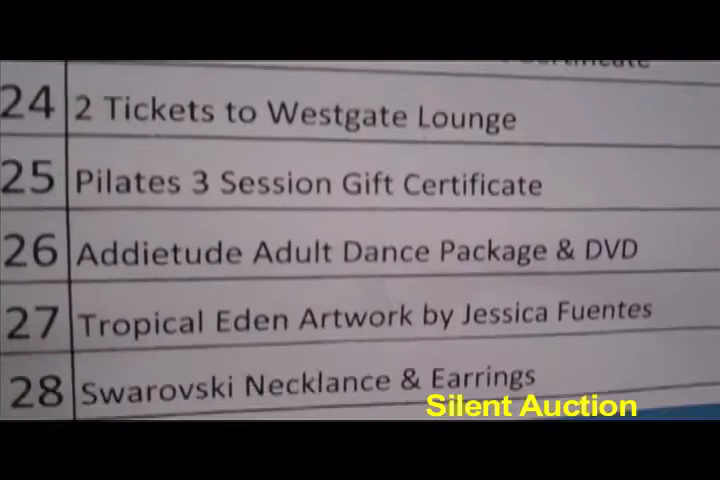 24 2 Tickets to Westgate Lounge
25 Pilates 3 Session Gift Certificate
26 Addietude Adult Dance Package & DVD
27 Tropical Eden Artwork by Jessica Fuentes
28 Swarovski Necklance & Earrings
Silent Auction